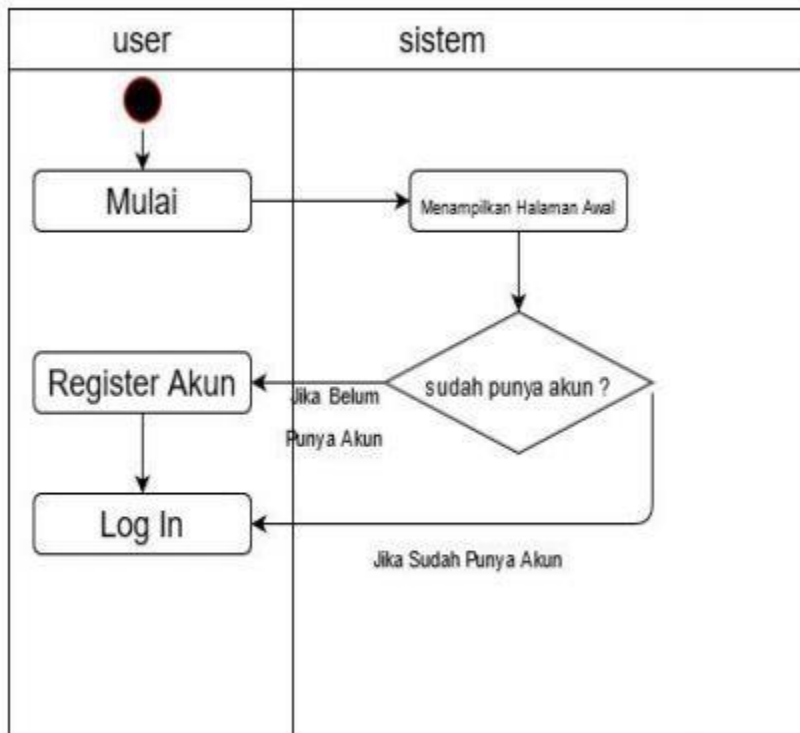 user
sistem
Mulai
Menampilkan Halaman Awal
sudah punya akun ?
Register Akun
Jika Belum
Punya Akun
Log In
Jika Sudah Punya Akun